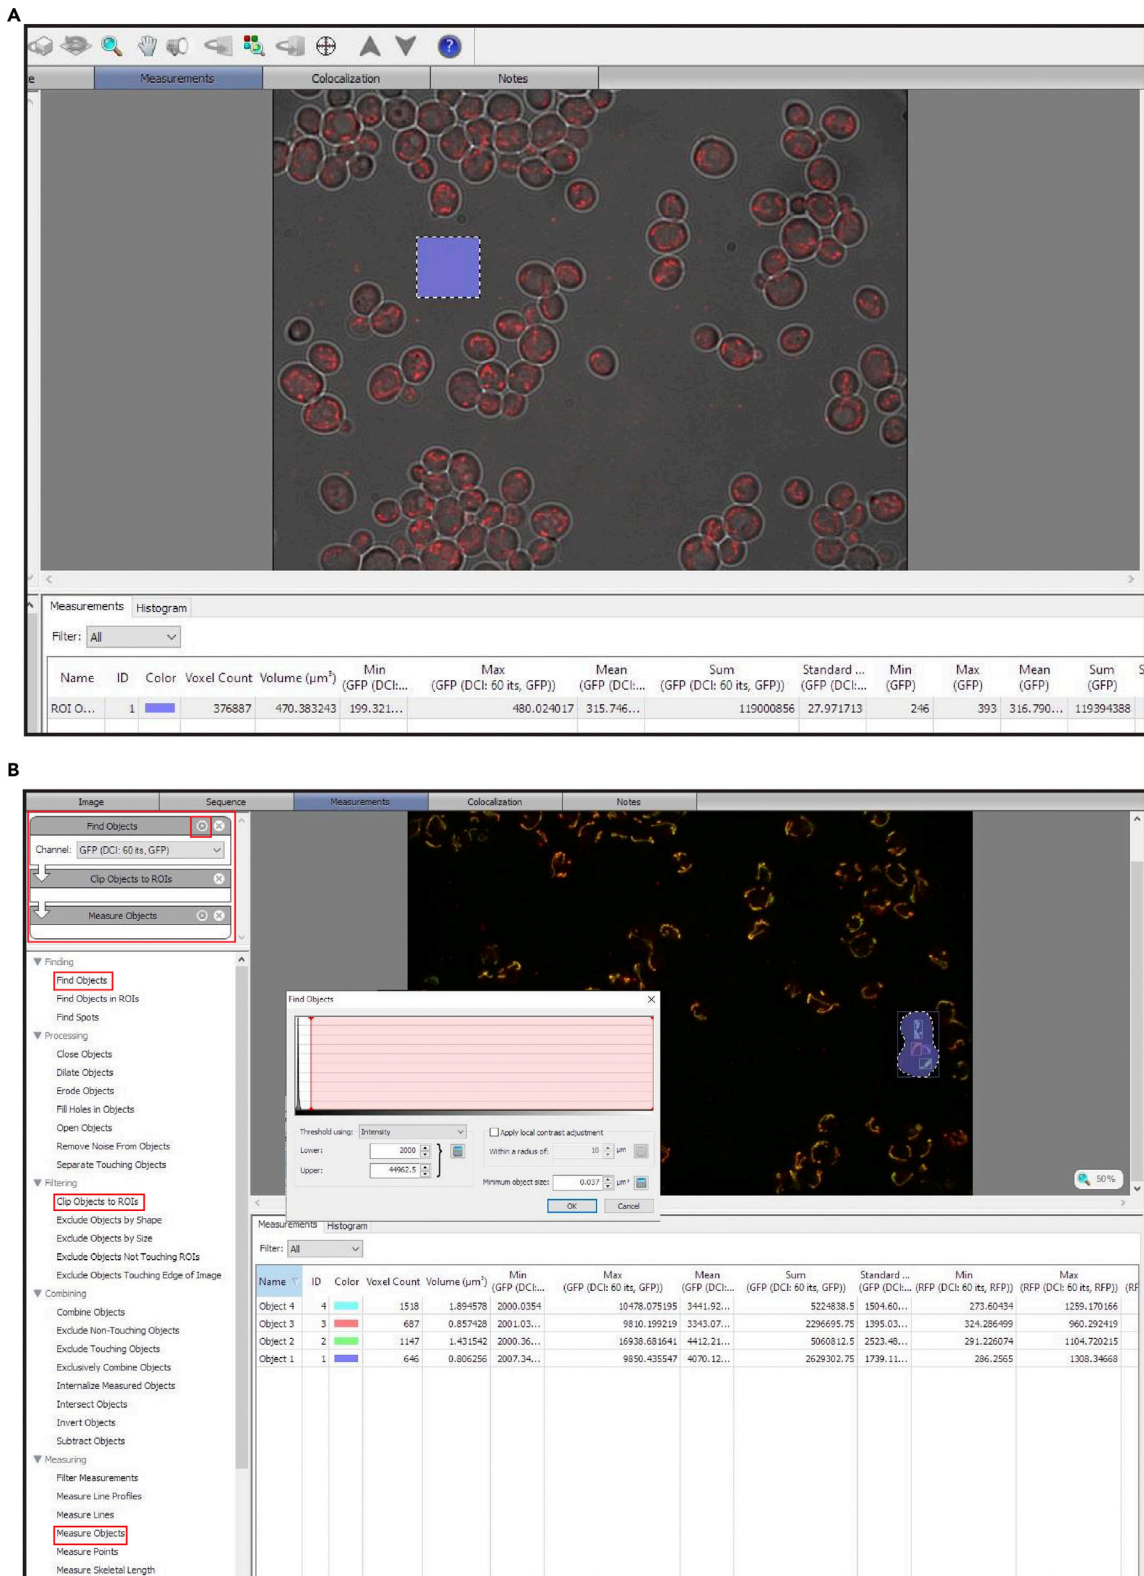 A
e Measurements Colocalization Notes
Measurements Histogram
Filter: All
Name ID Color Voxel Count Volume (µm³) Min (GFP (DCI:... Max (GFP (DCI: 60 its, GFP)) Mean (GFP (DCI:... Sum (GFP (DCI: 60 its, GFP)) Standard ... (GFP (DCI:... Min (GFP) Max (GFP) Mean (GFP) Sum (GFP) S
ROI O... 1 376887 470.383243 199.321... 480.024017 315.746... 119000856 27.971713 246 393 316.790... 119394388
B
Image Sequence Measurements Colocalization Notes
Find Objects
Channel: GFP (DCI: 60 its, GFP)
Clip Objects to ROIs
Measure Objects
Finding
Find Objects
Find Objects in ROIs
Find Spots
Processing
Close Objects
Dilate Objects
Erode Objects
Fill Holes in Objects
Open Objects
Remove Noise From Objects
Separate Touching Objects
Filtering
Clip Objects to ROIs
Exclude Objects by Shape
Exclude Objects by Size
Exclude Objects Not Touching ROIs
Exclude Objects Touching Edge of Image
Combining
Combine Objects
Exclude Non-Touching Objects
Exclude Touching Objects
Exclusively Combine Objects
Internalize Measured Objects
Intersect Objects
Invert Objects
Subtract Objects
Measuring
Filter Measurements
Measure Line Profiles
Measure Lines
Measure Objects
Measure Points
Measure Skeletal Length
Find Objects
Threshold using: Intensity
Lower: 2000
Upper: 44962.5
Apply local contrast adjustment
Within a radius of: 10 µm
Minimum object size: 0.037 µm³
OK Cancel
50%
Measurements Histogram
Filter: All
Name ID Color Voxel Count Volume (µm³) Min (GFP (DCI:... Max (GFP (DCI: 60 its, GFP)) Mean (GFP (DCI:... Sum (GFP (DCI: 60 its, GFP)) Standard ... (GFP (DCI:... Min (RFP (DCI: 60 its, RFP)) Max (RFP (DCI: 60 its, RFP)) (RF
Object 4 4 1518 1.894578 2000.0354 10478.075195 3441.92... 5224838.5 1504.60... 273.60434 1259.170166
Object 3 3 687 0.857428 2001.03... 9810.199219 3343.07... 2296695.75 1395.03... 324.286499 960.292419
Object 2 2 1147 1.431542 2000.36... 16938.681641 4412.21... 5060812.5 2523.48... 291.226074 1104.720215
Object 1 1 646 0.806256 2007.34... 9850.435547 4070.12... 2629302.75 1739.11... 286.2565 1308.34668